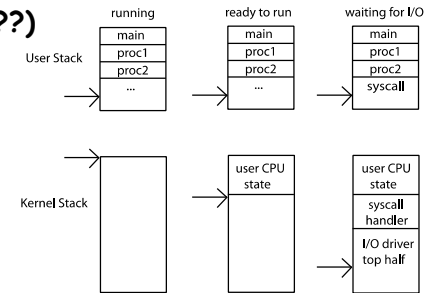 ??)
running
ready to run
waiting for I/O
User Stack
main
proc1
proc2
...
main
proc1
proc2
...
main
proc1
proc2
syscall
Kernel Stack
user CPU
state
user CPU
state
syscall
handler
I/O driver
top half